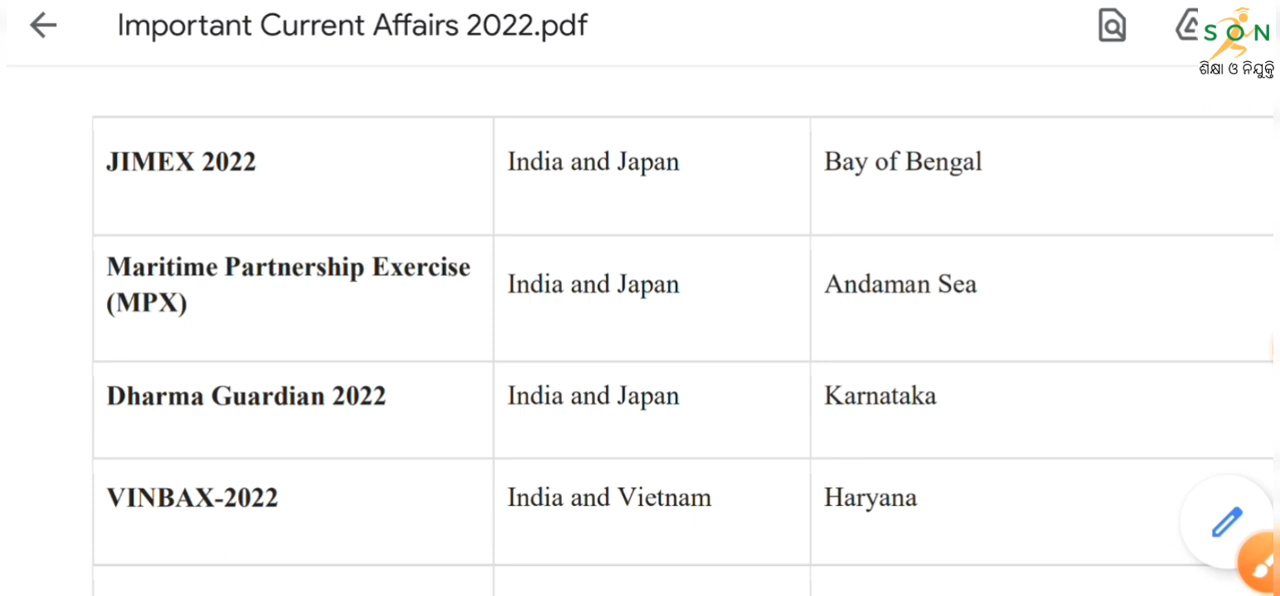 Important Current Affairs 2022.pdf
SON
ଶିକ୍ଷା ଓ ନିଯୁକ୍ତି
JIMEX 2022 India and Japan Bay of Bengal
Maritime Partnership Exercise
(MPX) India and Japan Andaman Sea
Dharma Guardian 2022 India and Japan Karnataka
VINBAX-2022 India and Vietnam Haryana